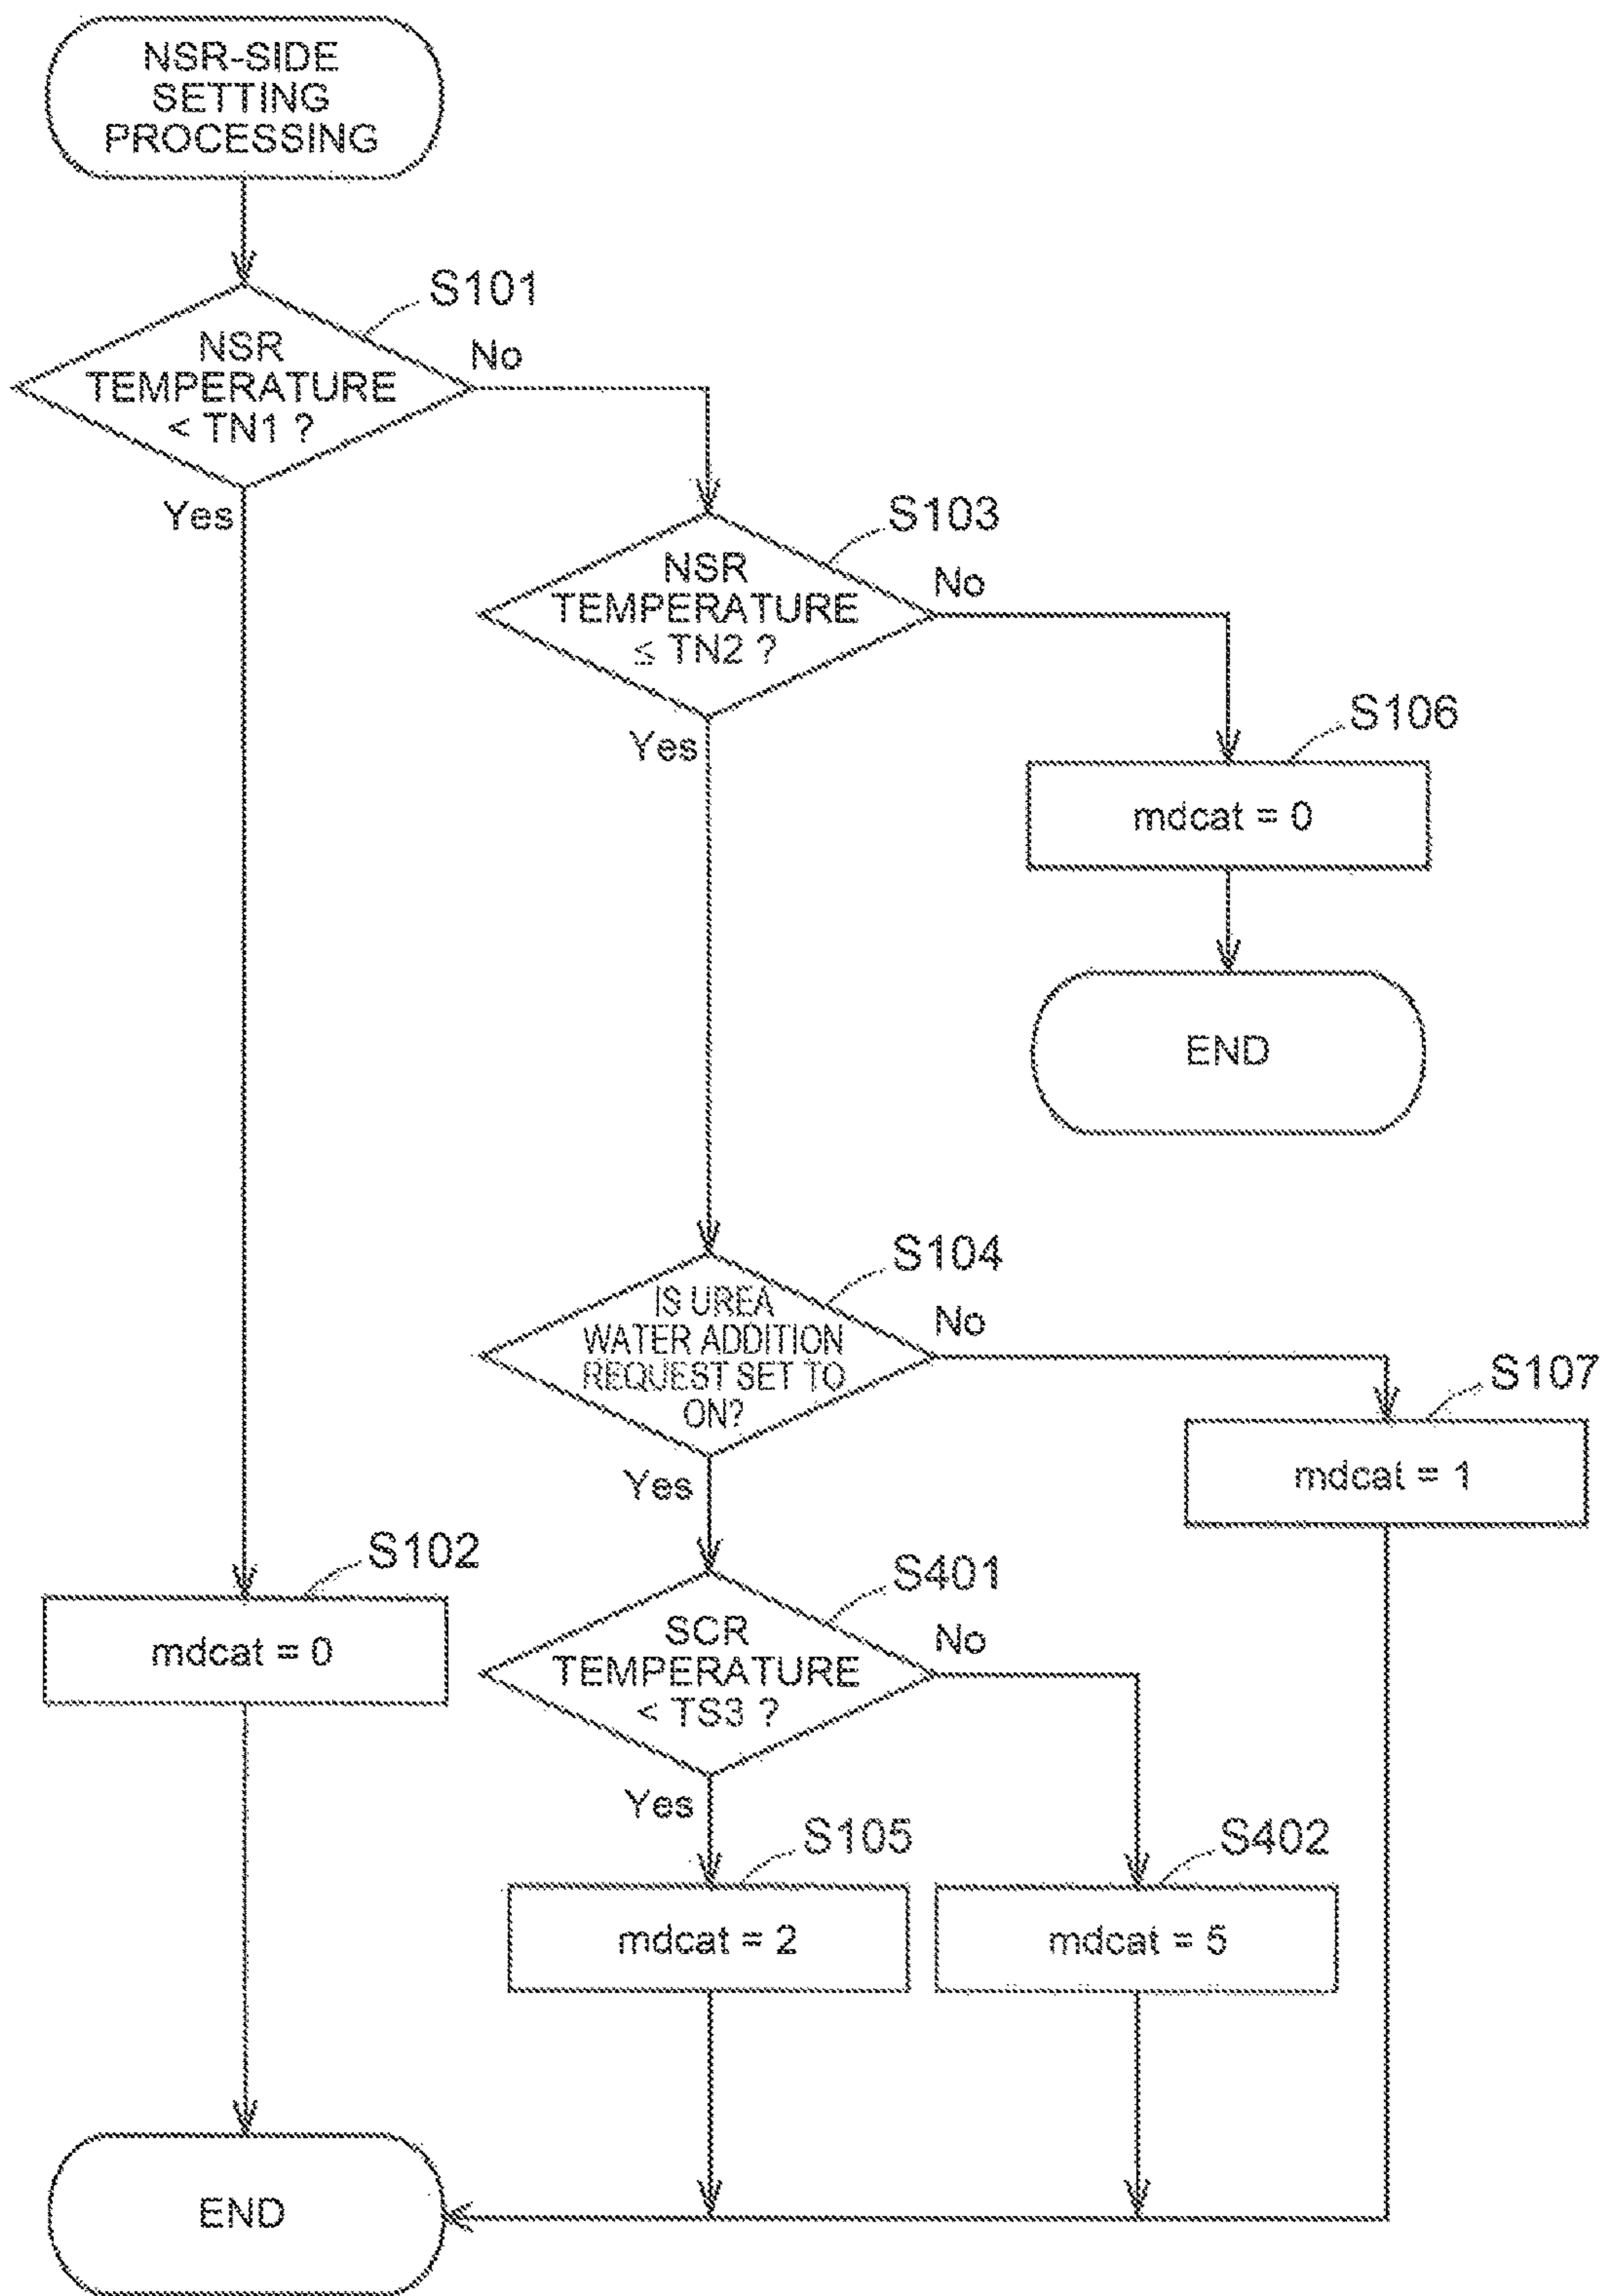 NSR-SIDE
SETTING
PROCESSING
S101
NSR
TEMPERATURE
< TN1 ?
No
Yes
S103
NSR
TEMPERATURE
≤ TN2 ?
No
Yes
S106
mdcat = 0
END
S104
IS UREA
WATER ADDITION
REQUEST SET TO
ON?
No
Yes
S107
mdcat = 1
S102
mdcat = 0
S401
SCR
TEMPERATURE
< TS3 ?
No
Yes
S105
mdcat = 2
S402
mdcat = 5
END